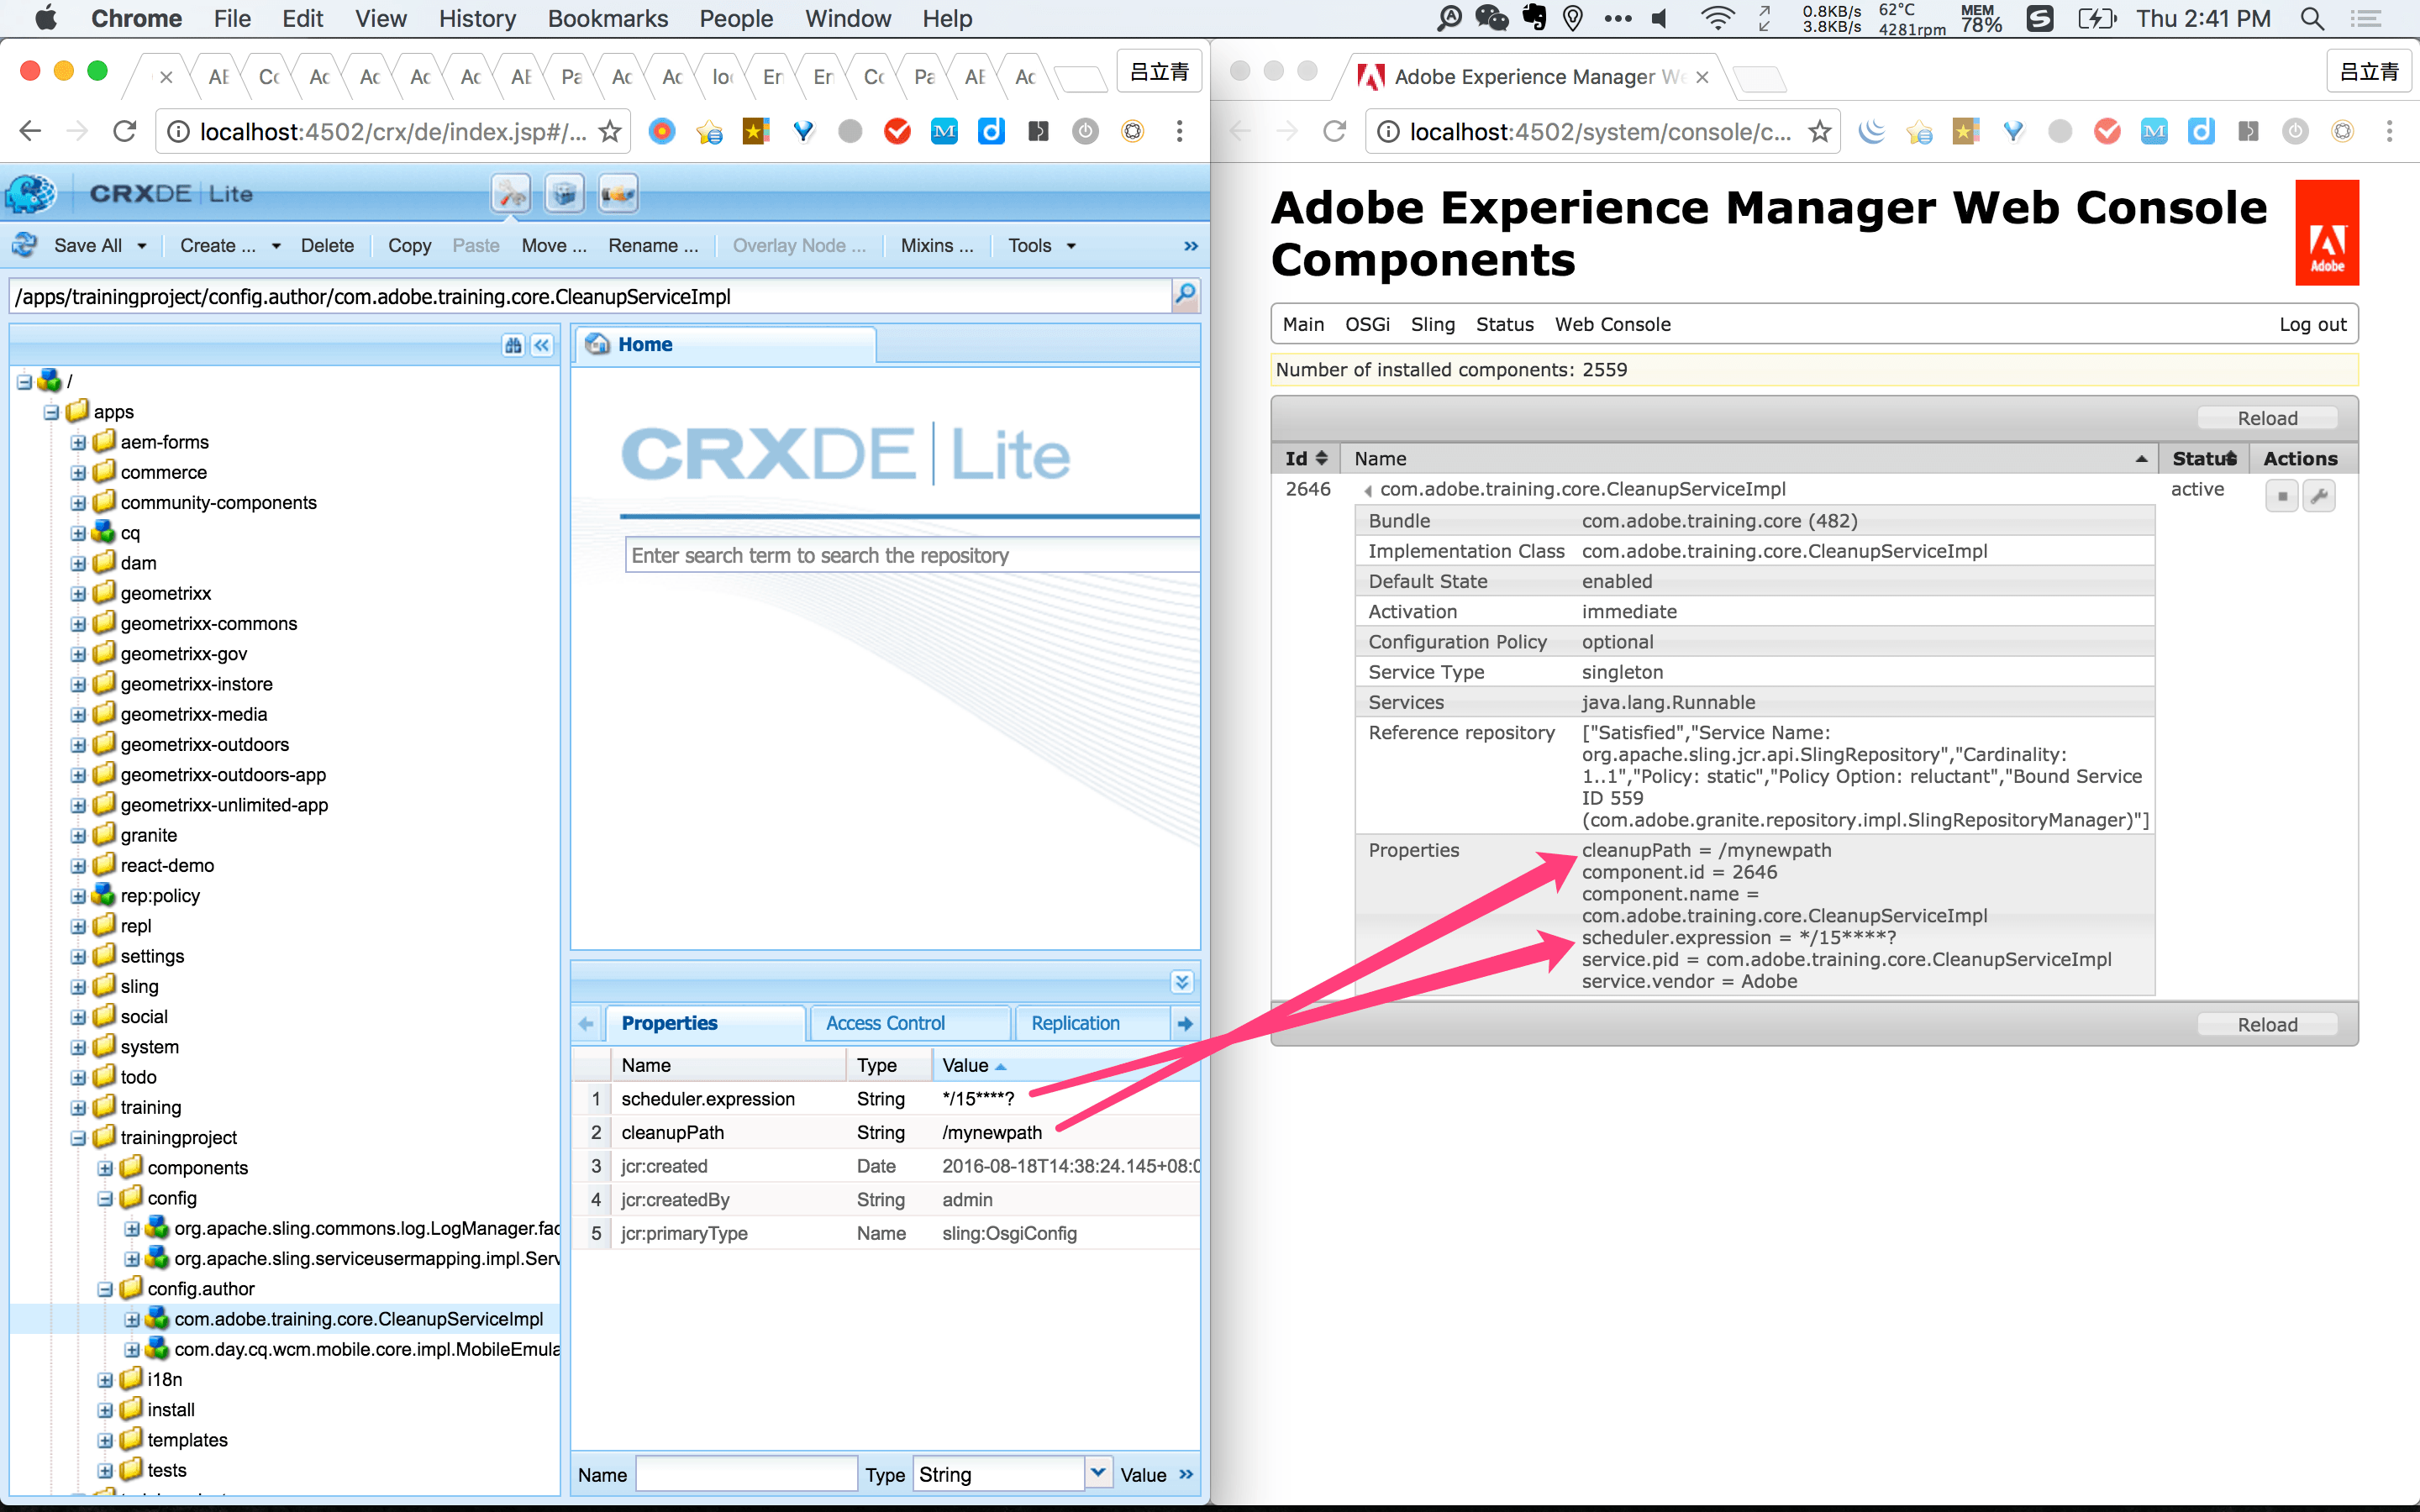 Chrome File Edit View History Bookmarks People Window Help
0.8KB/s
3.8KB/s
62°C
4281rpm
MEM
78%
Thu 2:41 PM
AE Cc Ac Ac Ac Ac AE Pa Ac Ac loc Er Er Cc Pa AE Ac
吕立青
localhost:4502/crx/de/index.jsp#/...
CRXDE | Lite
Save All Create ... Delete Copy Paste Move ... Rename ... Overlay Node ... Mixins ... Tools »
/apps/trainingproject/config.author/com.adobe.training.core.CleanupServiceImpl
/
apps
aem-forms
commerce
community-components
cq
dam
geometrixx
geometrixx-commons
geometrixx-gov
geometrixx-instore
geometrixx-media
geometrixx-outdoors
geometrixx-outdoors-app
geometrixx-unlimited-app
granite
react-demo
rep:policy
repl
settings
sling
social
system
todo
training
trainingproject
components
config
org.apache.sling.commons.log.LogManager.fac
org.apache.sling.serviceusermapping.impl.Serv
config.author
com.adobe.training.core.CleanupServiceImpl
com.day.cq.wcm.mobile.core.impl.MobileEmula
i18n
install
templates
tests
Home
CRXDE | Lite
Enter search term to search the repository
Properties Access Control Replication
Name Type Value
1 scheduler.expression String */15****?
2 cleanupPath String /mynewpath
3 jcr:created Date 2016-08-18T14:38:24.145+08:0
4 jcr:createdBy String admin
5 jcr:primaryType Name sling:OsgiConfig
Name Type String Value »
Adobe Experience Manager We
吕立青
localhost:4502/system/console/c...
Adobe Experience Manager Web Console
Components
Adobe
Main OSGi Sling Status Web Console Log out
Number of installed components: 2559
Reload
Id Name Status Actions
2646 com.adobe.training.core.CleanupServiceImpl active
Bundle com.adobe.training.core (482)
Implementation Class com.adobe.training.core.CleanupServiceImpl
Default State enabled
Activation immediate
Configuration Policy optional
Service Type singleton
Services java.lang.Runnable
Reference repository ["Satisfied","Service Name:
org.apache.sling.jcr.api.SlingRepository","Cardinality:
1..1","Policy: static","Policy Option: reluctant","Bound Service
ID 559
(com.adobe.granite.repository.impl.SlingRepositoryManager)"]
Properties cleanupPath = /mynewpath
component.id = 2646
component.name =
com.adobe.training.core.CleanupServiceImpl
scheduler.expression = */15****?
service.pid = com.adobe.training.core.CleanupServiceImpl
service.vendor = Adobe
Reload